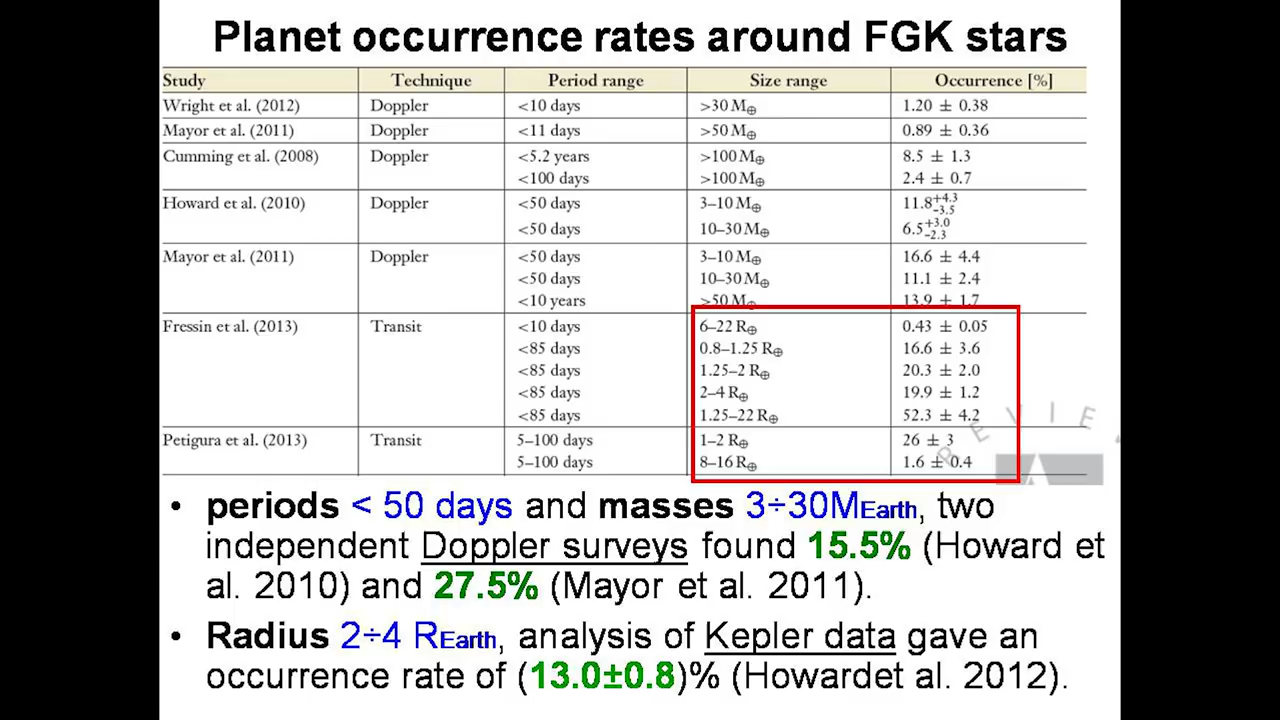 Planet occurrence rates around FGK stars
Study Technique Period range Size range Occurrence [%]
Wright et al. (2012) Doppler <10 days >30 M⊕ 1.20 ± 0.38
Mayor et al. (2011) Doppler <11 days >50 M⊕ 0.89 ± 0.36
Cumming et al. (2008) Doppler <5.2 years >100 M⊕ 8.5 ± 1.3
<100 days >100 M⊕ 2.4 ± 0.7
Howard et al. (2010) Doppler <50 days 3–10 M⊕ 11.8+4.3−3.5
<50 days 10–30 M⊕ 6.5+3.0−2.3
Mayor et al. (2011) Doppler <50 days 3–10 M⊕ 16.6 ± 4.4
<50 days 10–30 M⊕ 11.1 ± 2.4
<10 years >50 M⊕ 13.9 ± 1.7
Fressin et al. (2013) Transit <10 days 6–22 R⊕ 0.43 ± 0.05
<85 days 0.8–1.25 R⊕ 16.6 ± 3.6
<85 days 1.25–2 R⊕ 20.3 ± 2.0
<85 days 2–4 R⊕ 19.9 ± 1.2
<85 days 1.25–22 R⊕ 52.3 ± 4.2
Petigura et al. (2013) Transit 5–100 days 1–2 R⊕ 26 ± 3
5–100 days 8–16 R⊕ 1.6 ± 0.4
• periods < 50 days and masses 3÷30MEarth, two
independent Doppler surveys found 15.5% (Howard et
al. 2010) and 27.5% (Mayor et al. 2011).
• Radius 2÷4 REarth, analysis of Kepler data gave an
occurrence rate of (13.0±0.8)% (Howardet al. 2012).